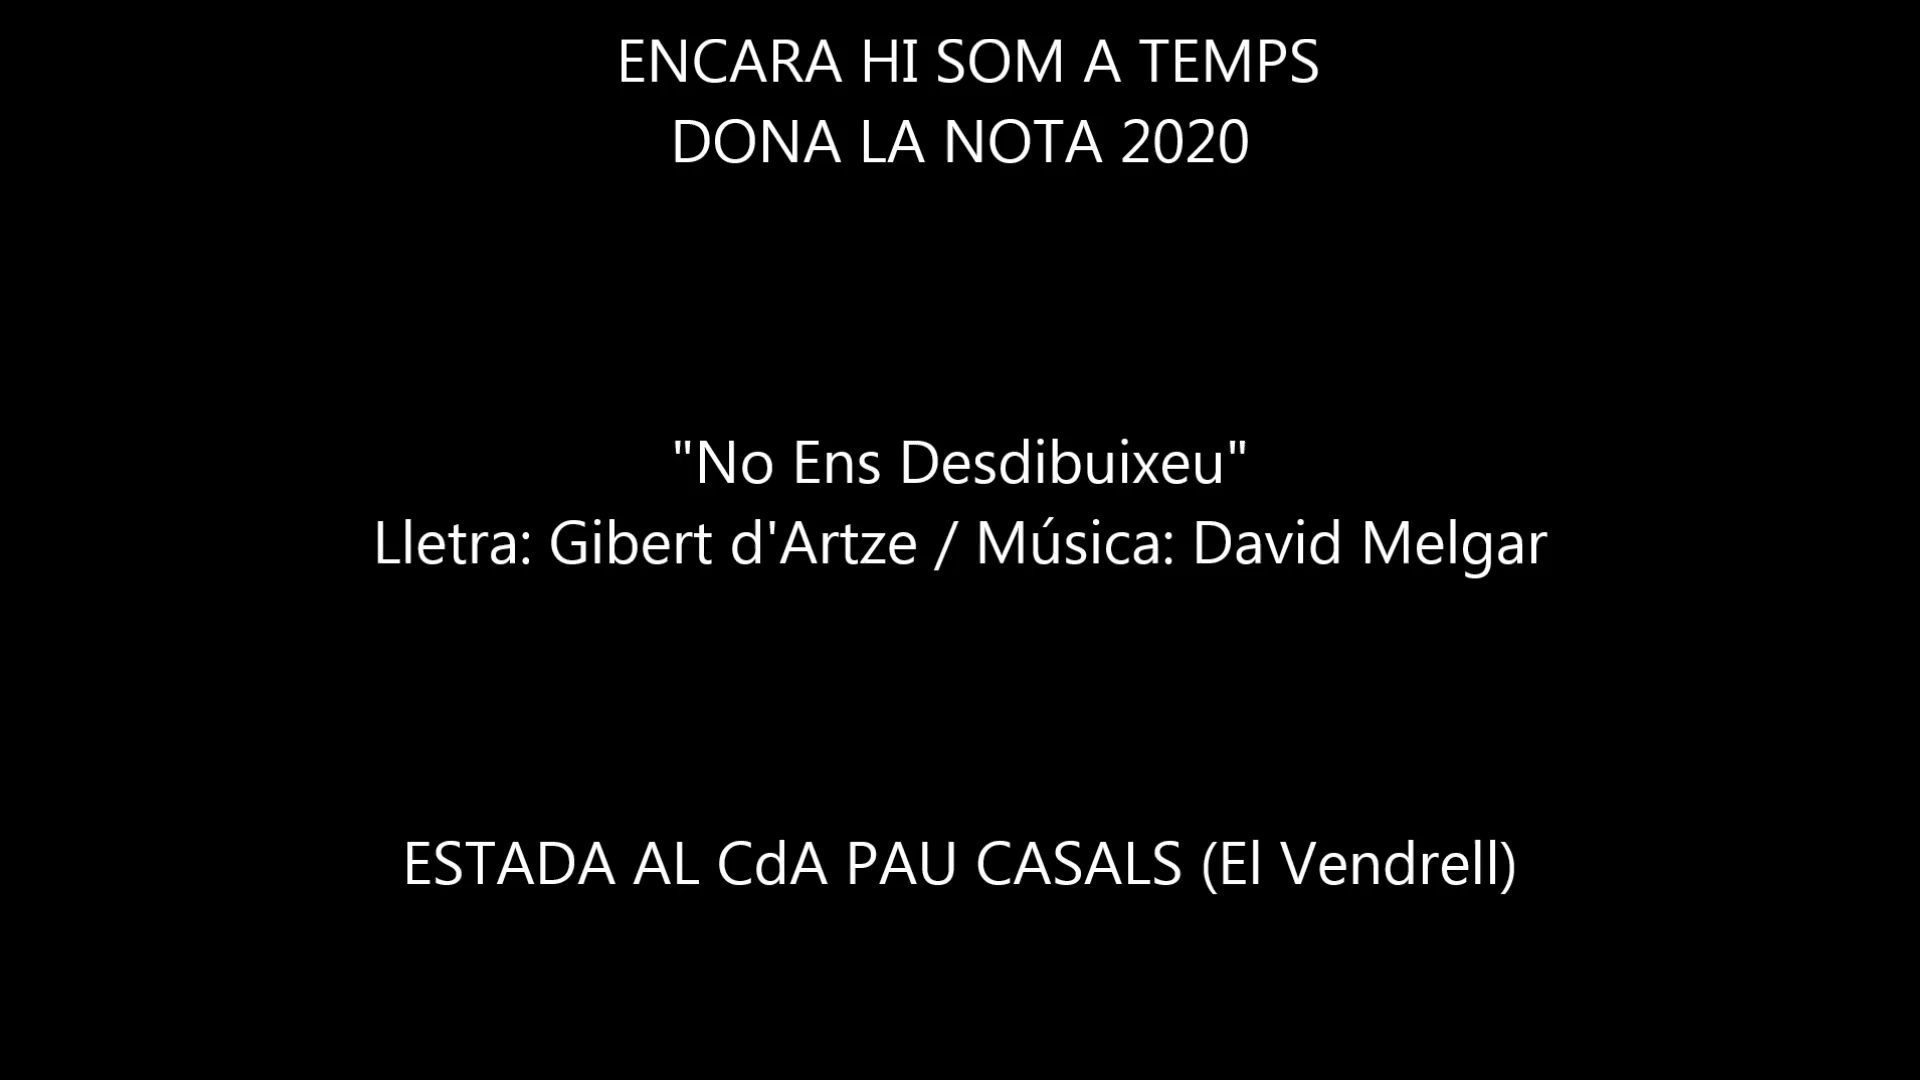 ENCARA HI SOM A TEMPS
DONA LA NOTA 2020
"No Ens Desdibuixeu"
Lletra: Gibert d'Artze / Música: David Melgar
ESTADA AL CdA PAU CASALS (El Vendrell)